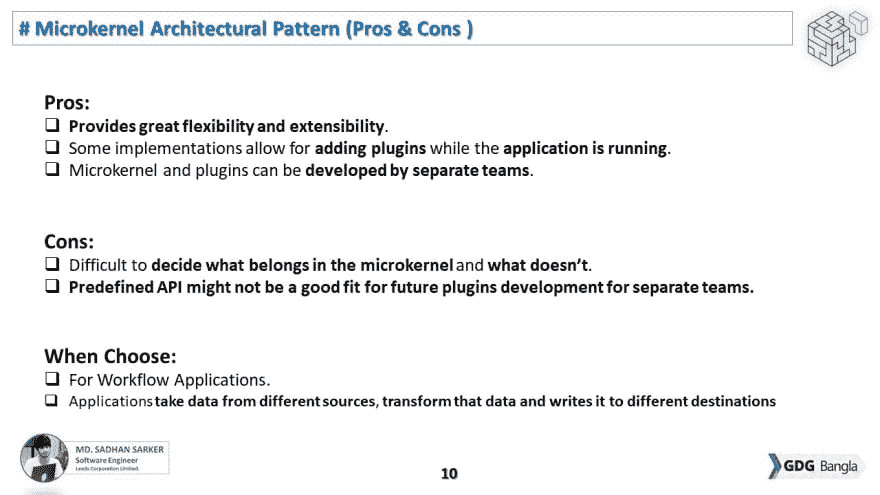 # Microkernel Architectural Pattern (Pros & Cons )
Pros:
Provides great flexibility and extensibility.
Some implementations allow for adding plugins while the application is running.
Microkernel and plugins can be developed by separate teams.
Cons:
Difficult to decide what belongs in the microkernel and what doesn’t.
Predefined API might not be a good fit for future plugins development for separate teams.
When Choose:
For Workflow Applications.
Applications take data from different sources, transform that data and writes it to different destinations
MD. SADHAN SARKER
Software Engineer
Leads Corporation Limited.
10
GDG Bangla